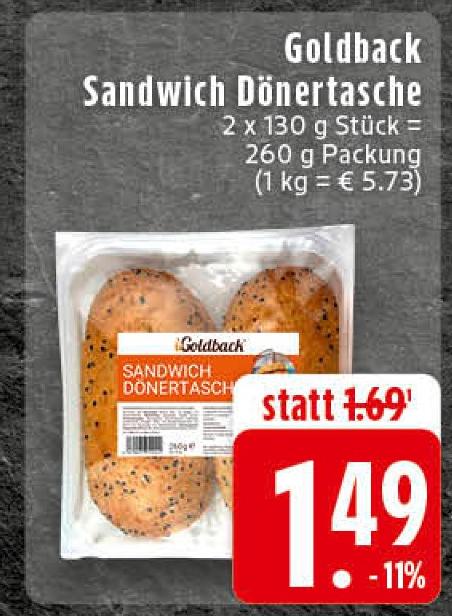 Goldback
Sandwich Dönertasche
2 x 130 g Stück =
260 g Packung
(1 kg = € 5.73)
Goldback
SANDWICH
DÖNERTASCH
260g e
statt 1.69¹
1.49
- 11%